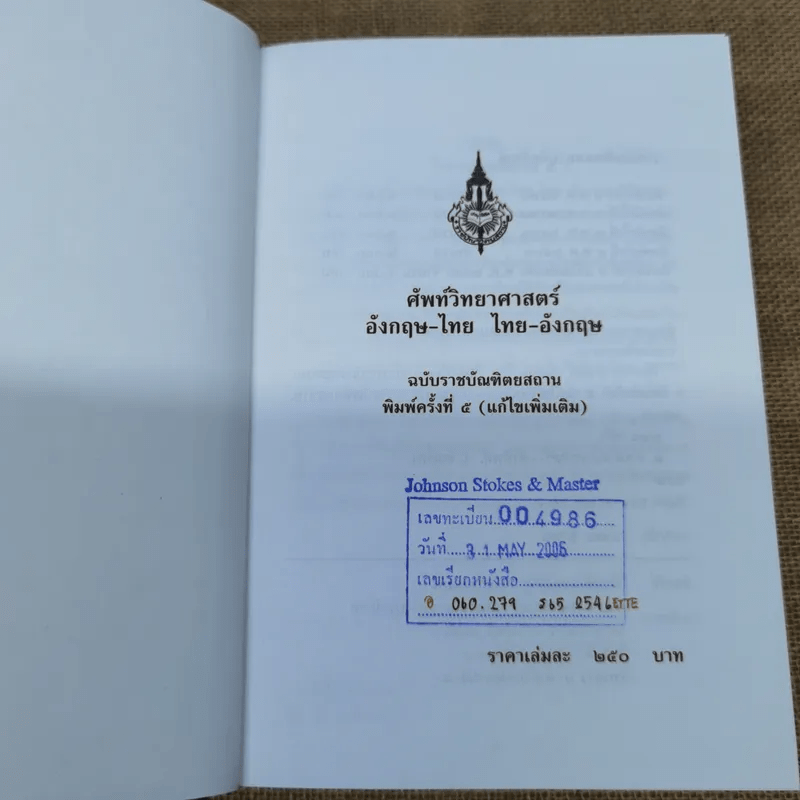 ศัพท์วิทยาศาสตร์
อังกฤษ-ไทย ไทย-อังกฤษ
ฉบับราชบัณฑิตยสถาน
พิมพ์ครั้งที่ ๕ (แก้ไขเพิ่มเติม)
Johnson Stokes & Master
เลขทะเบียน 004986
วันที่ 31 MAY 2005
เลขเรียกหนังสือ
060.279
ราคาเล่มละ ๒๕๐ บาท